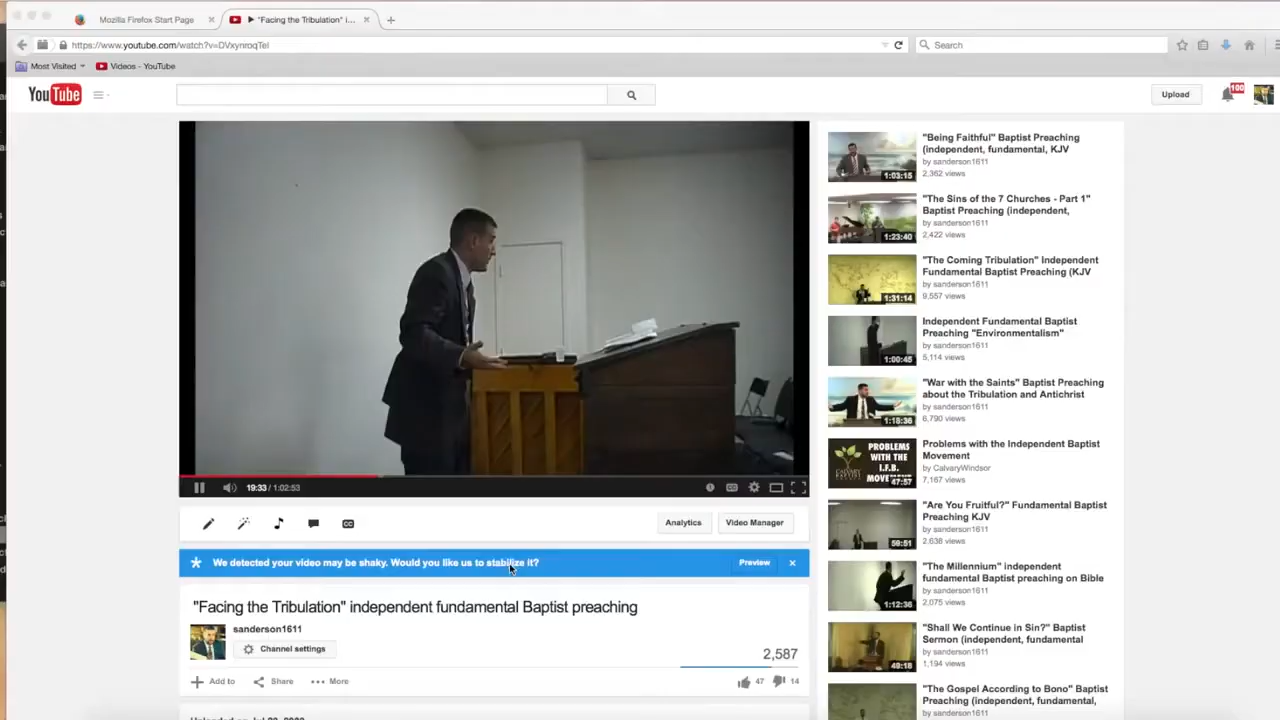 Mozilla Firefox Start Page
"Facing the Tribulation" i...
https://www.youtube.com/watch?v=DVxynroqTeI
Search
Most Visited
Videos - YouTube
YouTube
Upload
100
"Being Faithful" Baptist Preaching
(independent, fundamental, KJV
by sanderson1611
2,362 views
1:03:15
"The Sins of the 7 Churches - Part 1"
Baptist Preaching (independent,
by sanderson1611
2,422 views
1:23:40
"The Coming Tribulation" Independent
Fundamental Baptist Preaching (KJV
by sanderson1611
9,557 views
1:31:14
Independent Fundamental Baptist
Preaching "Environmentalism"
by sanderson1611
5,114 views
1:00:45
"War with the Saints" Baptist Preaching
about the Tribulation and Antichrist
by sanderson1611
6,790 views
1:18:36
PROBLEMS
WITH THE
I.F.B.
47:57
Problems with the Independent Baptist
Movement
by CalvaryWindsor
7,167 views
"Are You Fruitful?" Fundamental Baptist
Preaching KJV
by sanderson1611
2,638 views
59:51
"The Millennium" independent
fundamental Baptist preaching on Bible
by sanderson1611
2,075 views
1:12:36
"Shall We Continue in Sin?" Baptist
Sermon (independent, fundamental
by sanderson1611
1,194 views
49:18
"The Gospel According to Bono" Baptist
Preaching (independent, fundamental,
by sanderson1611
19:33 / 1:02:53
Analytics
Video Manager
We detected your video may be shaky. Would you like us to stabilize it?
Preview
"Facing the Tribulation" independent fundamental Baptist preaching
sanderson1611
Channel settings
2,587
Add to
Share
More
47
14